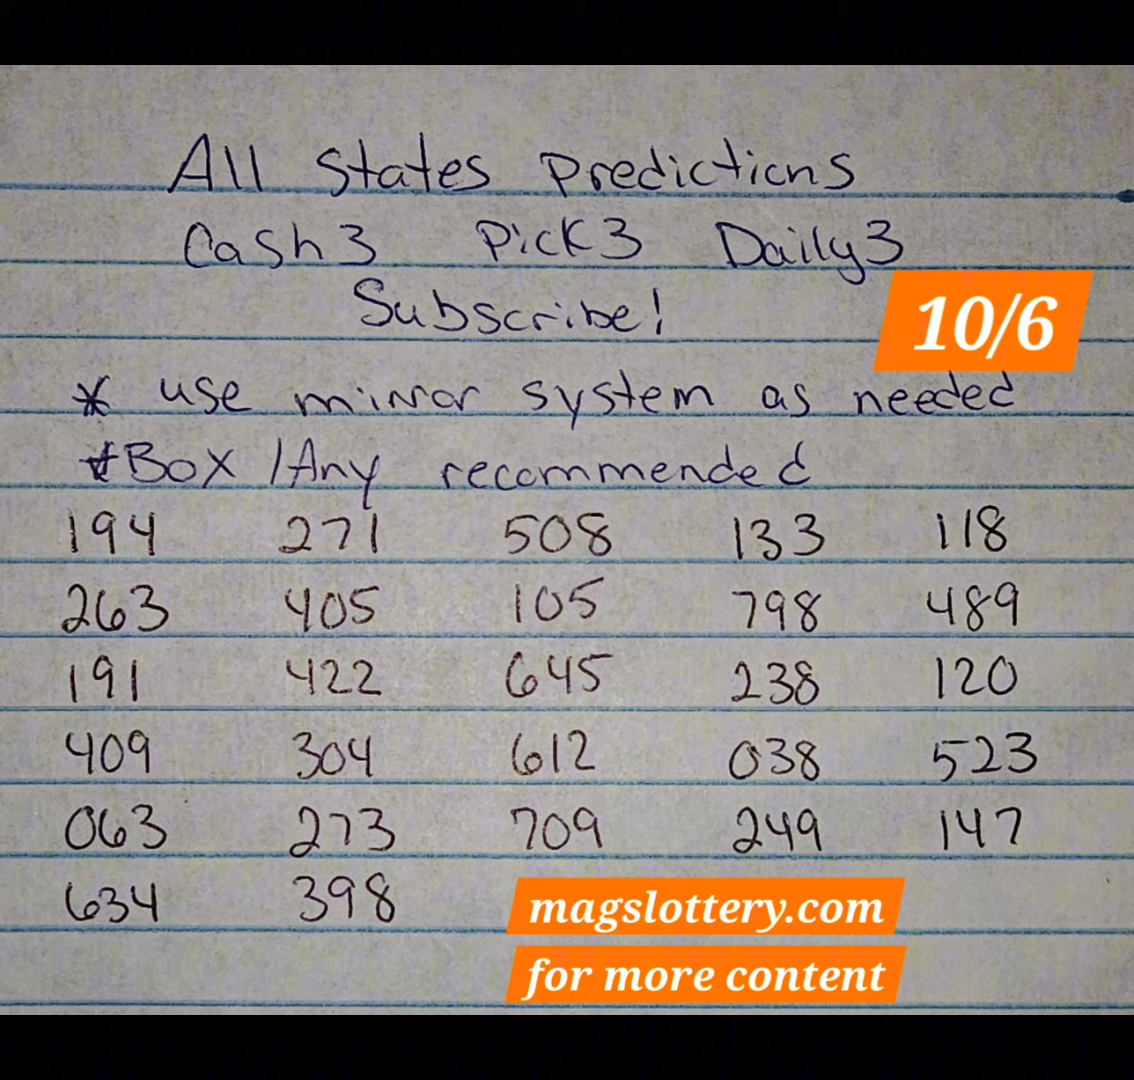 All States Predictions
Cash3 Pick3 Daily3
Subscribe!
10/6
* use mirror system as needed
*Box /Any recommended
194 271 508 133 118
263 405 105 798 489
191 422 645 238 120
409 304 612 038 523
063 273 709 249 147
634 398
magslottery.com
for more content